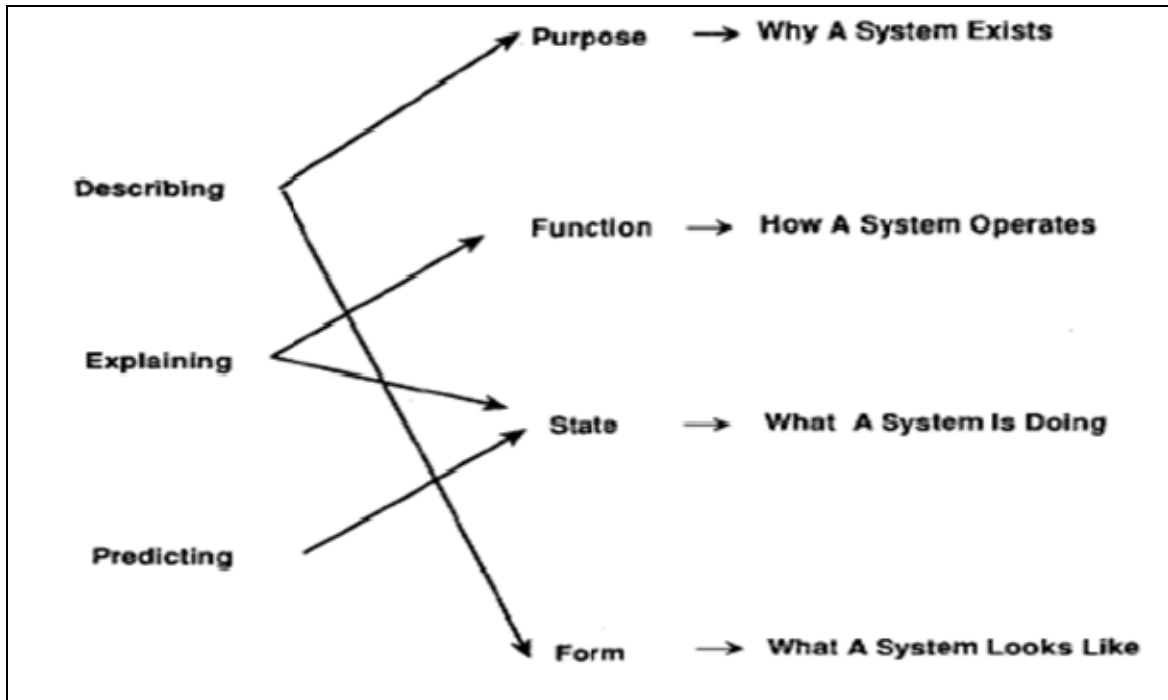 Purpose → Why A System Exists
Describing
Function → How A System Operates
Explaining
State → What A System Is Doing
Predicting
Form → What A System Looks Like